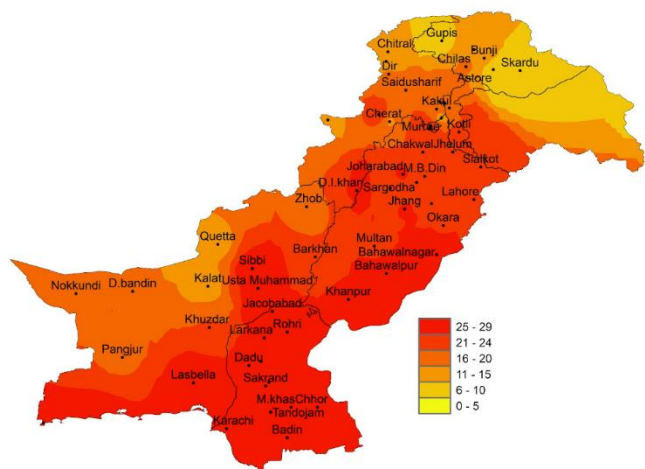 Gupis
Chitral
Bunji
Dir
Chilas
Skardu
Astore
Saidusharif
Kakul
Cherat
Murree
Kotli
Chakwal
Jhelum
Sialkot
Joharabad
M.B.Din
D.I.khan
Sargodha
Zhob
Jhang
Lahore
Okara
Quetta
Multan
Barkhan
Bahawalnagar
Sibbi
Bahawalpur
Nokkundi
D.bandin
Kalat
Usta Muhammad
Khanpur
Jacobabad
Khuzdar
Larkana
Rohri
Pangjur
Dadu
Lasbella
Sakrand
M.khas
Chhor
Tandojam
Karachi
Badin
25 - 29
21 - 24
16 - 20
11 - 15
6 - 10
0 - 5